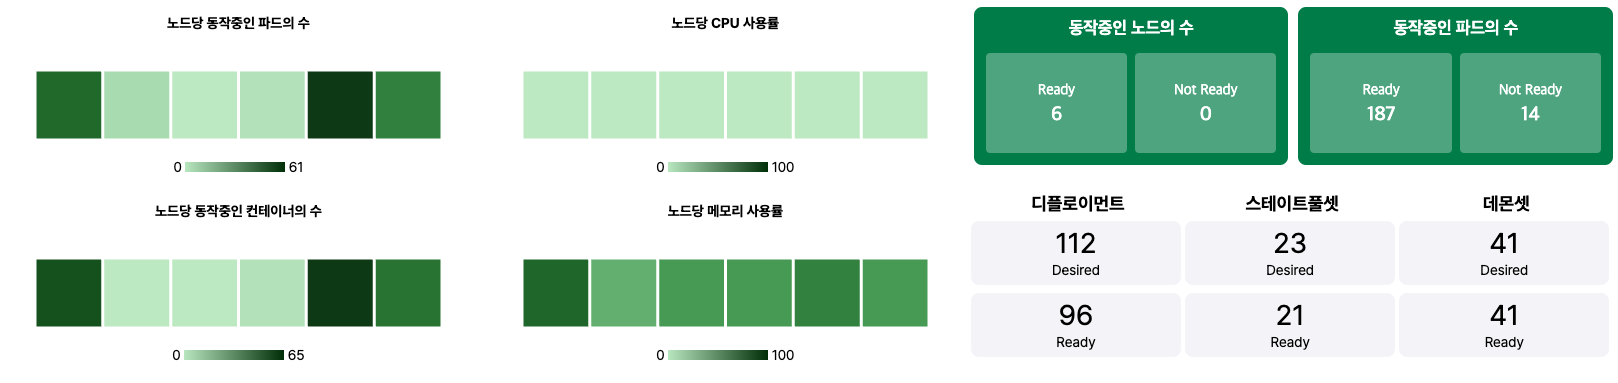 노드당 동작중인 파드의 수
0 61
노드당 CPU 사용률
0 100
노드당 동작중인 컨테이너의 수
0 65
노드당 메모리 사용률
0 100
동작중인 노드의 수
Ready
6
Not Ready
0
동작중인 파드의 수
Ready
187
Not Ready
14
디플로이먼트
112
Desired
96
Ready
스테이트풀셋
23
Desired
21
Ready
데몬셋
41
Desired
41
Ready